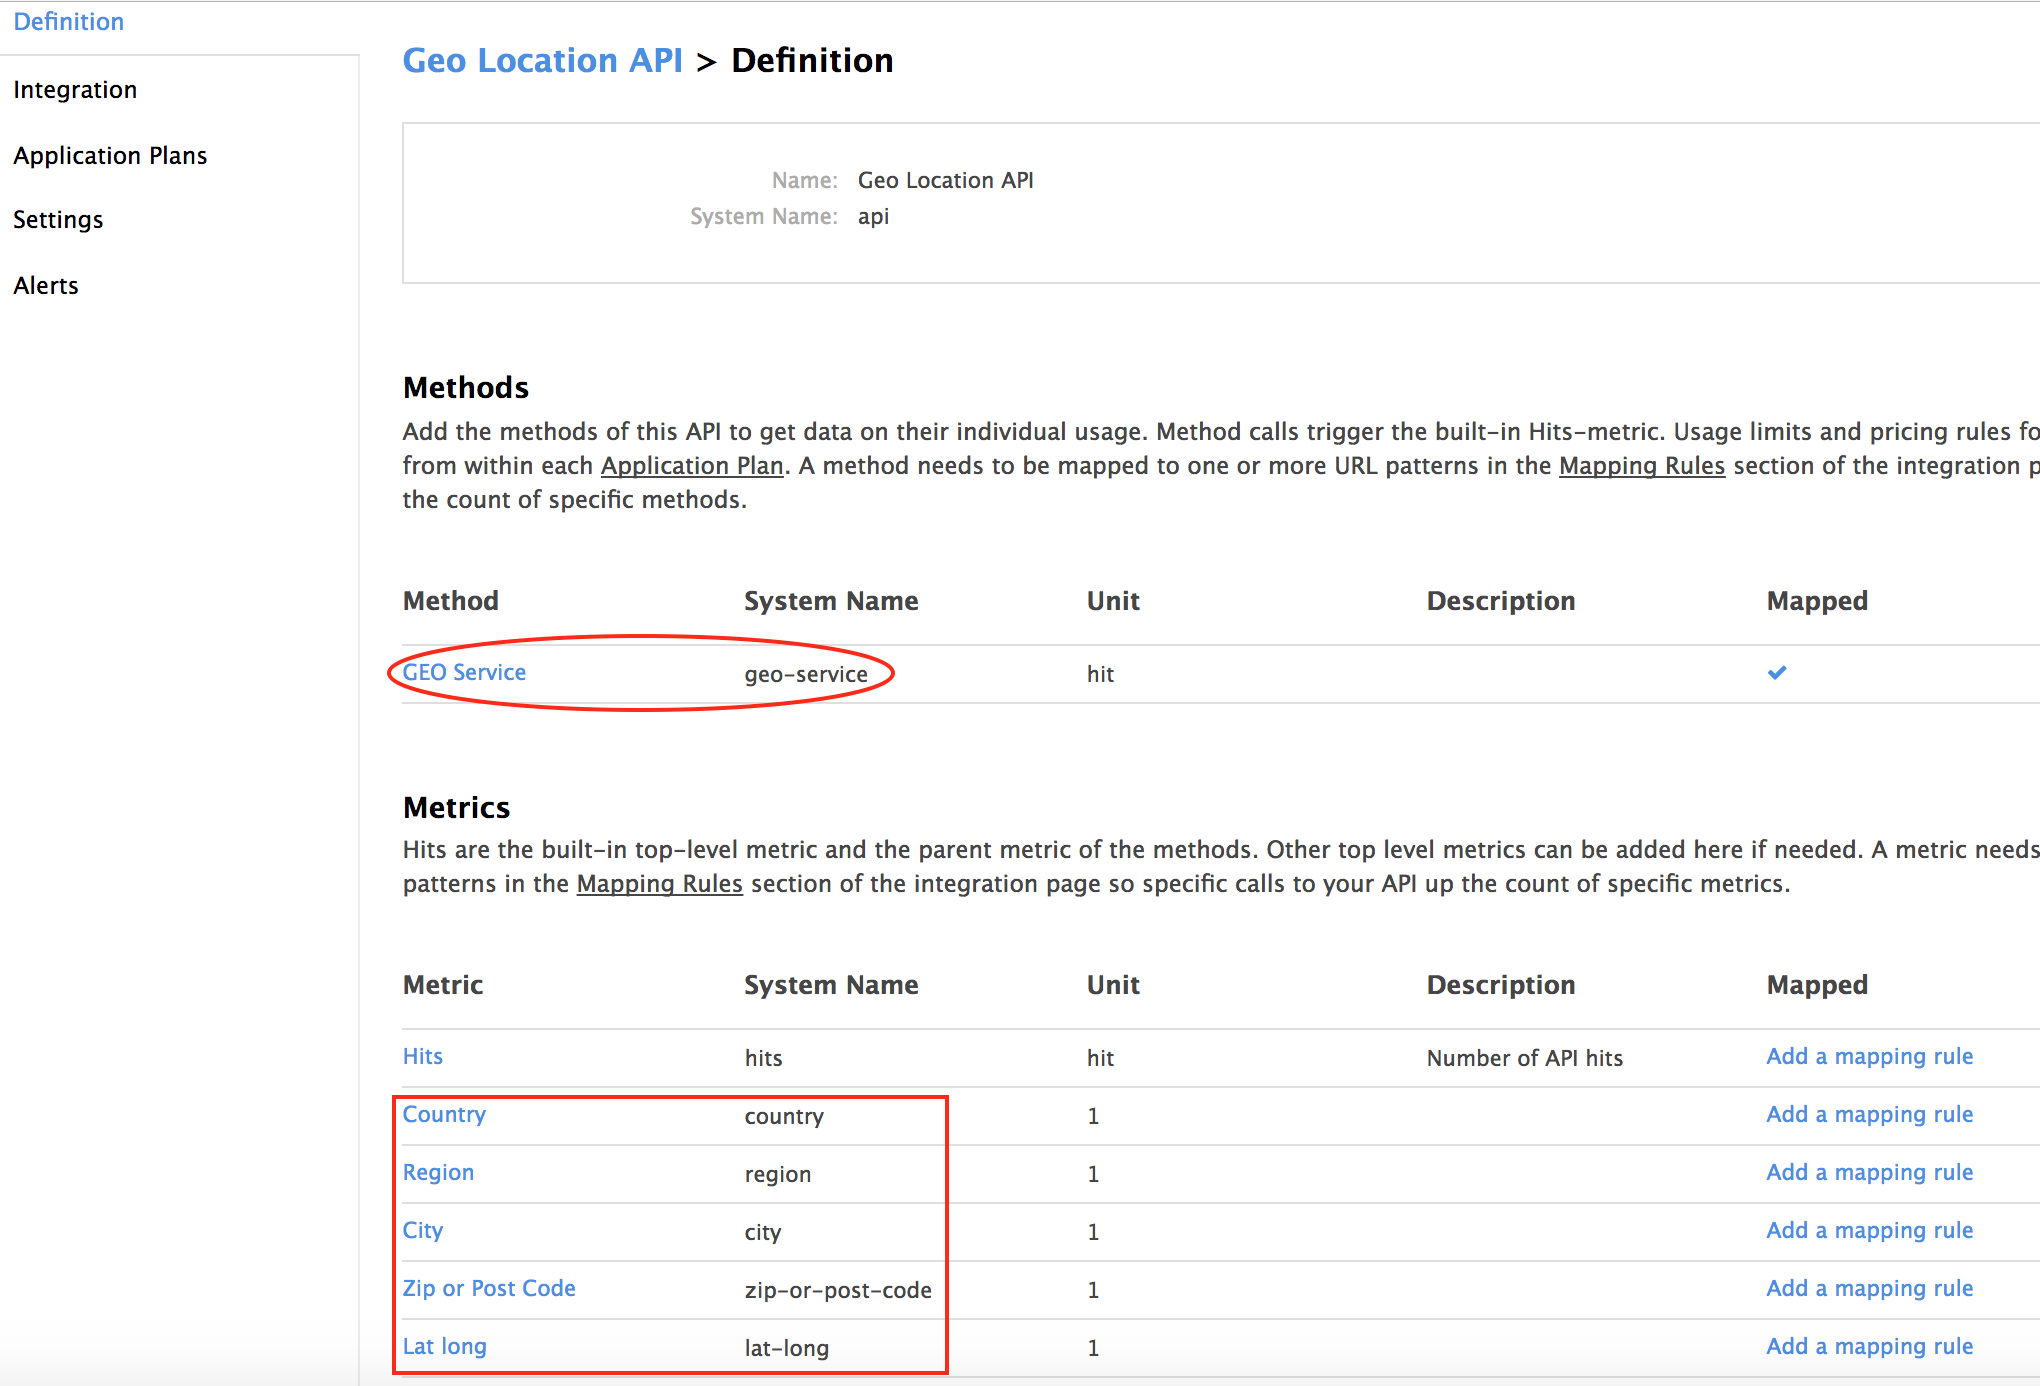 Definition
Integration
Application Plans
Settings
Alerts
Geo Location API > Definition
Name: Geo Location API
System Name: api
Methods
Add the methods of this API to get data on their individual usage. Method calls trigger the built-in Hits-metric. Usage limits and pricing rules fo
from within each Application Plan. A method needs to be mapped to one or more URL patterns in the Mapping Rules section of the integration p
the count of specific methods.
Method System Name Unit Description Mapped
GEO Service geo-service hit
Metrics
Hits are the built-in top-level metric and the parent metric of the methods. Other top level metrics can be added here if needed. A metric needs
patterns in the Mapping Rules section of the integration page so specific calls to your API up the count of specific metrics.
Metric System Name Unit Description Mapped
Hits hits hit Number of API hits Add a mapping rule
Country country 1 Add a mapping rule
Region region 1 Add a mapping rule
City city 1 Add a mapping rule
Zip or Post Code zip-or-post-code 1 Add a mapping rule
Lat long lat-long 1 Add a mapping rule